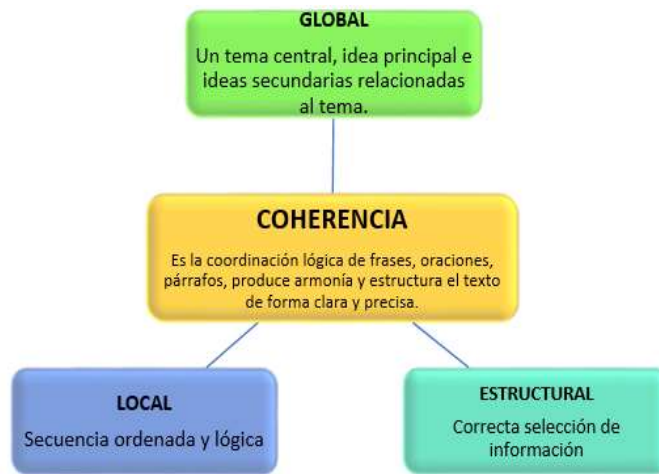 GLOBAL
Un tema central, idea principal e
ideas secundarias relacionadas
al tema.
COHERENCIA
Es la coordinación lógica de frases, oraciones,
párrafos, produce armonía y estructura el texto
de forma clara y precisa.
LOCAL
Secuencia ordenada y lógica
ESTRUCTURAL
Correcta selección de
información